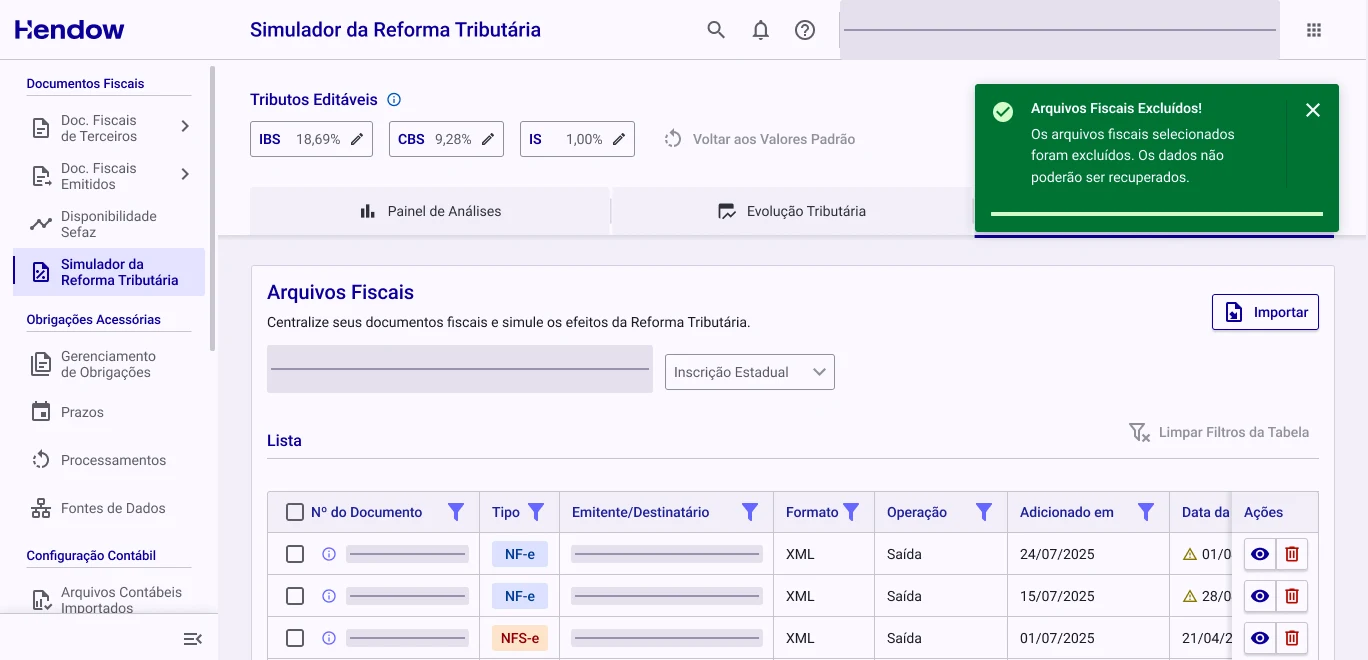 Hendow
Simulador da Reforma Tributária
Documentos Fiscais
Doc. Fiscais
de Terceiros
Doc. Fiscais
Emitidos
Disponibilidade
Sefaz
Simulador da
Reforma Tributária
Obrigações Acessórias
Gerenciamento
de Obrigações
Prazos
Processamentos
Fontes de Dados
Configuração Contábil
Arquivos Contábeis
Importados
Tributos Editáveis
IBS 18,69%
CBS 9,28%
IS 1,00%
Voltar aos Valores Padrão
Arquivos Fiscais Excluídos!
Os arquivos fiscais selecionados
foram excluídos. Os dados não
poderão ser recuperados.
Painel de Análises
Evolução Tributária
Arquivos Fiscais
Centralize seus documentos fiscais e simule os efeitos da Reforma Tributária.
Importar
Inscrição Estadual
Lista
Limpar Filtros da Tabela
Nº do Documento Tipo Emitente/Destinatário Formato Operação Adicionado em Data da Ações
NF-e XML Saída 24/07/2025 01/0
NF-e XML Saída 15/07/2025 28/0
NFS-e XML Saída 01/07/2025 21/04/2